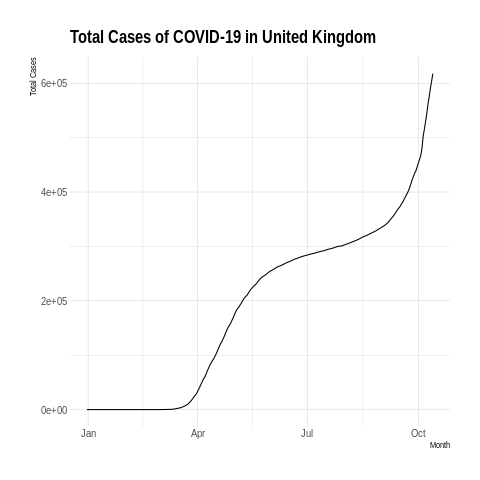 Total Cases of COVID-19 in United Kingdom
Total Cases
6e+05
4e+05
2e+05
0e+00
Jan Apr Jul Oct
Month